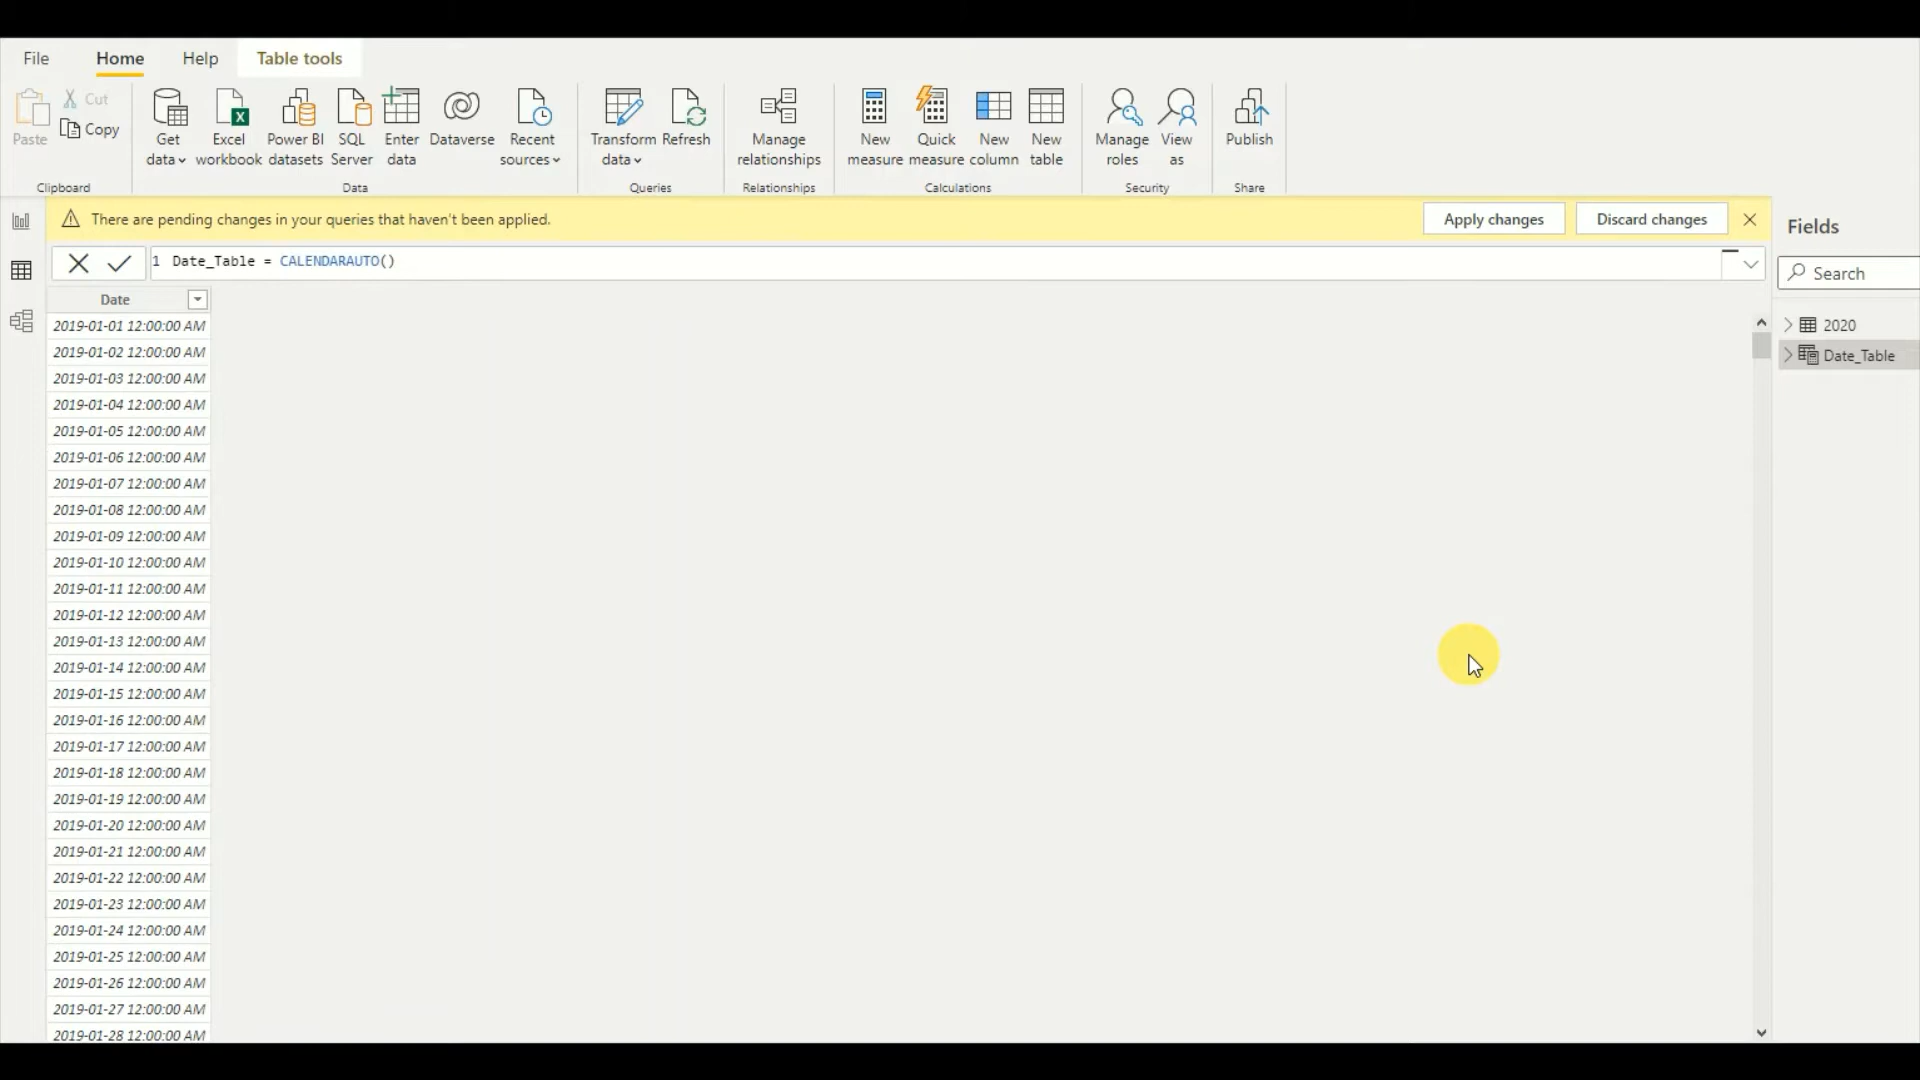 File Home Help Table tools
Paste
Cut
Copy
Get data
Excel workbook
Power BI datasets
SQL Server
Enter data
Dataverse
Recent sources
Transform data
Refresh
Manage relationships
New measure
Quick measure
New column
New table
Manage roles
View as
Publish
Clipboard Data Queries Relationships Calculations Security Share
There are pending changes in your queries that haven't been applied. Apply changes Discard changes
1 Date_Table = CALENDARAUTO()
Date
2019-01-01 12:00:00 AM
2019-01-02 12:00:00 AM
2019-01-03 12:00:00 AM
2019-01-04 12:00:00 AM
2019-01-05 12:00:00 AM
2019-01-06 12:00:00 AM
2019-01-07 12:00:00 AM
2019-01-08 12:00:00 AM
2019-01-09 12:00:00 AM
2019-01-10 12:00:00 AM
2019-01-11 12:00:00 AM
2019-01-12 12:00:00 AM
2019-01-13 12:00:00 AM
2019-01-14 12:00:00 AM
2019-01-15 12:00:00 AM
2019-01-16 12:00:00 AM
2019-01-17 12:00:00 AM
2019-01-18 12:00:00 AM
2019-01-19 12:00:00 AM
2019-01-20 12:00:00 AM
2019-01-21 12:00:00 AM
2019-01-22 12:00:00 AM
2019-01-23 12:00:00 AM
2019-01-24 12:00:00 AM
2019-01-25 12:00:00 AM
2019-01-26 12:00:00 AM
2019-01-27 12:00:00 AM
2019-01-28 12:00:00 AM
Fields
Search
2020
Date_Table